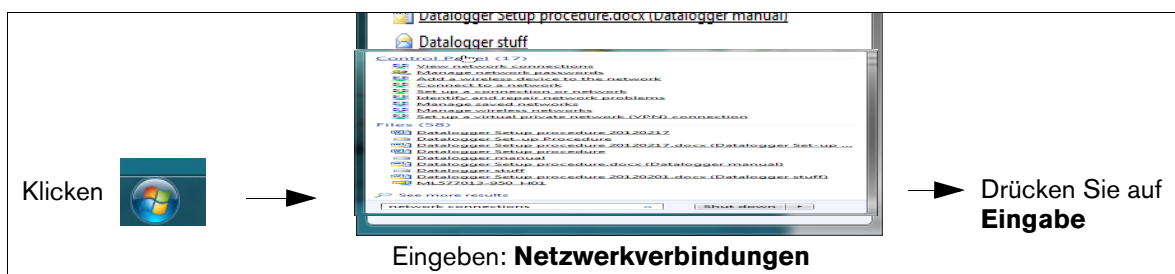 Datalogger Setup procedure.docx (Datalogger manual)
Datalogger stuff
Control Panel (17)
View network connections
Manage network passwords
Add a wireless device to the network
Connect to a network
Set up a connection or network
Identify and repair network problems
Manage saved networks
Manage wireless networks
Set up a virtual private network (VPN) connection
Files (58)
Datalogger Setup procedure 20120217
Datalogger Set-up Procedure
Datalogger Setup procedure 20120217.docx (Datalogger Set-up ...
Datalogger Setup procedure
Datalogger manual
Datalogger Setup procedure.docx (Datalogger manual)
Datalogger stuff
Datalogger Setup procedure 20120201.docx (Datalogger stuff)
ML577012-950_H01
See more results
network connections
Shut down
Klicken
Drücken Sie auf
Eingabe
Eingeben: Netzwerkverbindungen